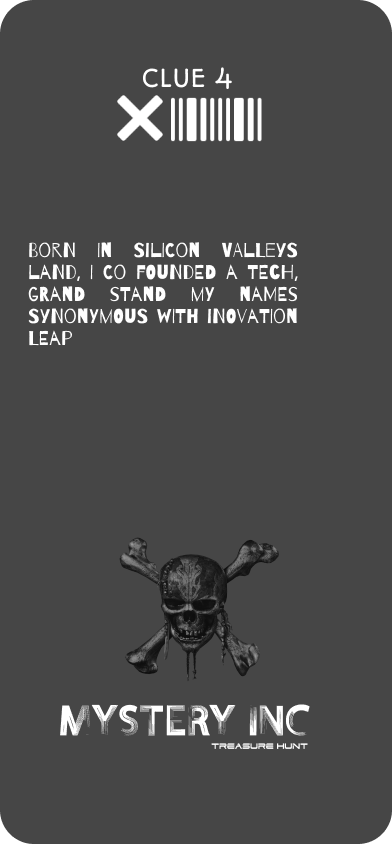 CLUE 4
BORN IN SILICON VALLEYS
LAND, I CO FOUNDED A TECH,
GRAND STAND MY NAMES
SYNONYMOUS WITH INOVATION
LEAP
MYSTERY INC
TREASURE HUNT